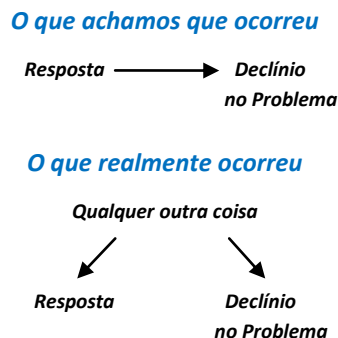 O que achamos que ocorreu
Resposta Declínio
no Problema
O que realmente ocorreu
Qualquer outra coisa
Resposta Declínio
no Problema